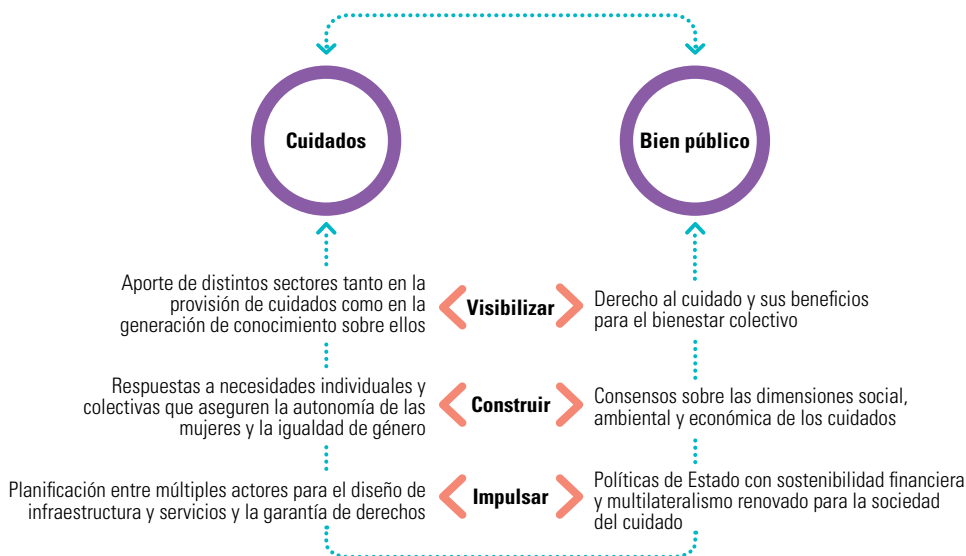 Cuidados
Bien público
Aporte de distintos sectores tanto en la
provisión de cuidados como en la
generación de conocimiento sobre ellos
Visibilizar
Derecho al cuidado y sus beneficios
para el bienestar colectivo
Respuestas a necesidades individuales y
colectivas que aseguren la autonomía de las
mujeres y la igualdad de género
Construir
Consensos sobre las dimensiones social,
ambiental y económica de los cuidados
Planificación entre múltiples actores para el diseño de
infraestructura y servicios y la garantía de derechos
Impulsar
Políticas de Estado con sostenibilidad financiera
y multilateralismo renovado para la sociedad
del cuidado